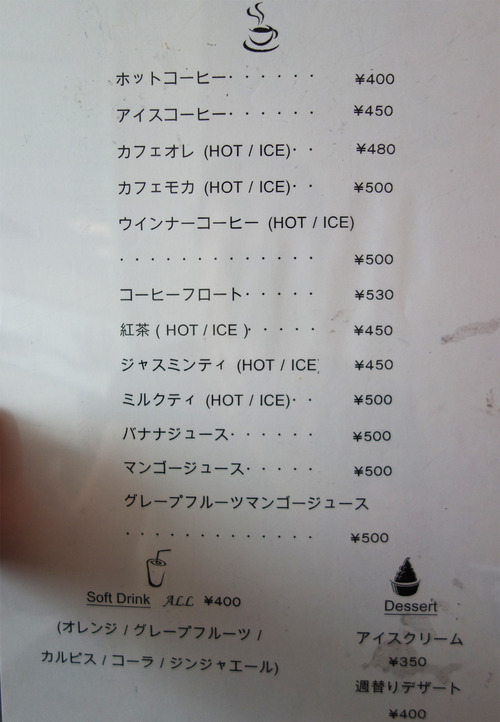 ホットコーヒー・・・・・・ ¥400
アイスコーヒー・・・・・・ ¥450
カフェオレ (HOT / ICE)・・ ¥480
カフェモカ (HOT / ICE)・・ ¥500
ウインナーコーヒー (HOT / ICE)
・・・・・・・・・・・・・ ¥500
コーヒーフロート・・・・・ ¥530
紅茶 ( HOT / ICE )・・・・・ ¥450
ジャスミンティ (HOT / ICE) ¥450
ミルクティ (HOT / ICE)・・ ¥500
バナナジュース・・・・・・ ¥500
マンゴージュース・・・・・ ¥500
グレープフルーツマンゴージュース
・・・・・・・・・・・・・ ¥500
Soft Drink ALL ¥400
(オレンジ / グレープフルーツ /
カルピス / コーラ / ジンジャエール)
Dessert
アイスクリーム
¥350
週替りデザート
¥400